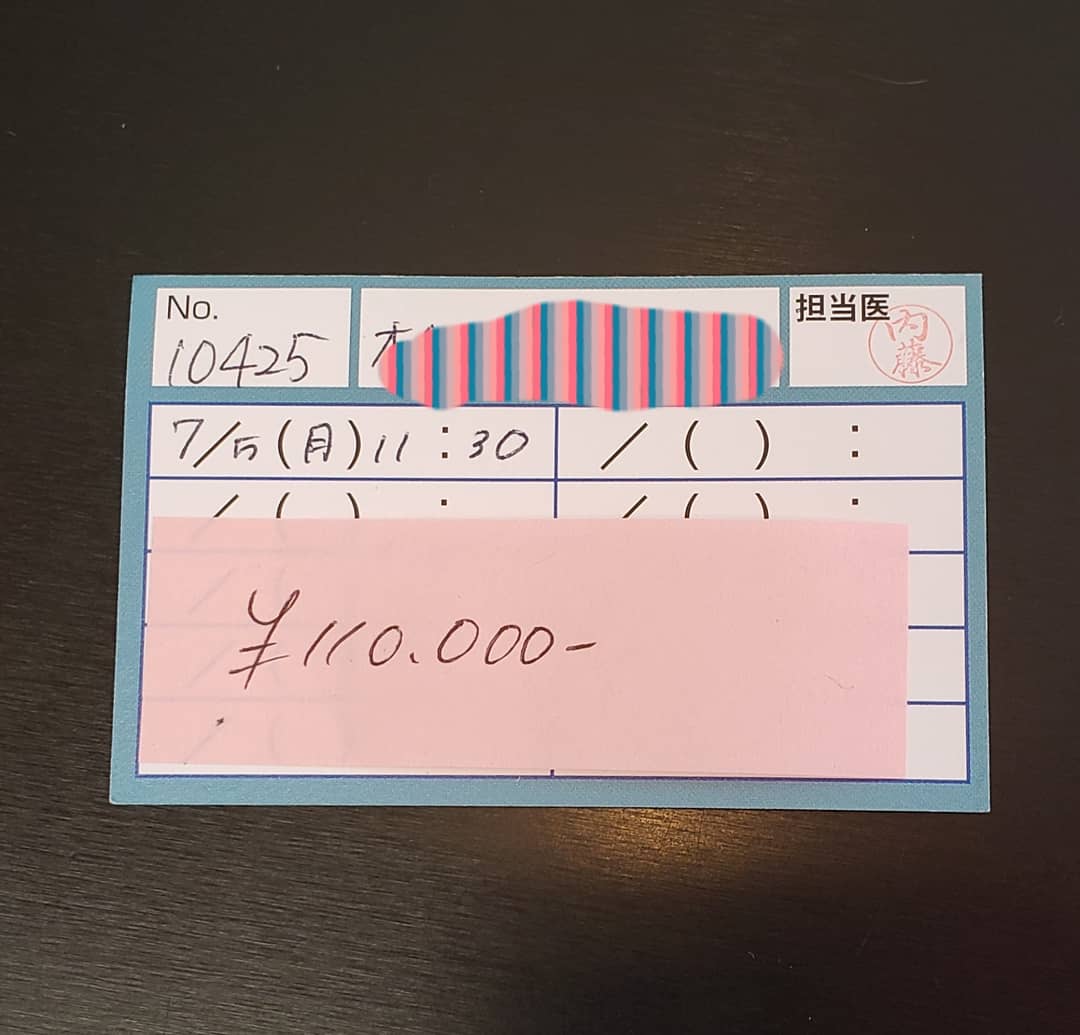 No.
10425
担当医
内藤
7/5(月)11:30
/ ( ) :
/ ( ) :
/ ( ) :
¥110.000-